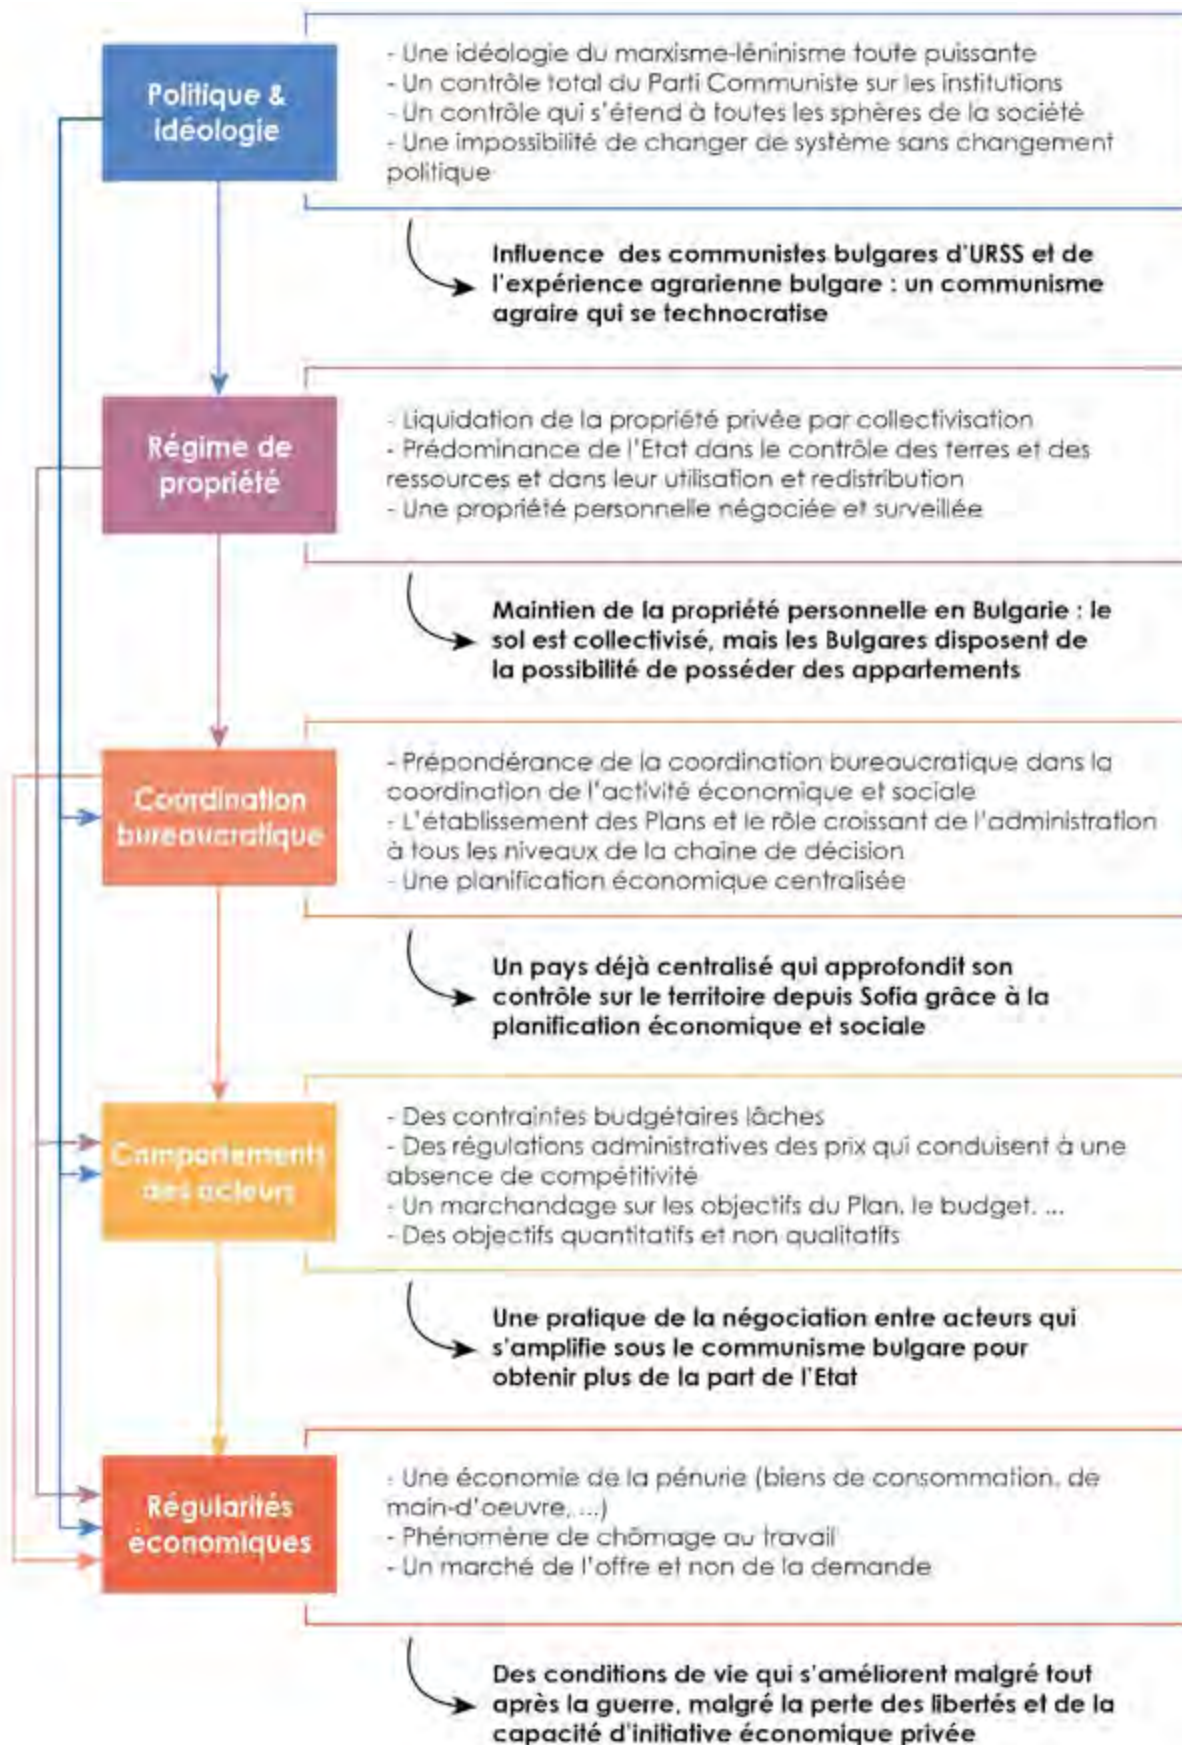 Politique &
idéologie
- Une idéologie du marxisme-léninisme toute puissante
- Un contrôle total du Parti Communiste sur les institutions
- Un contrôle qui s'étend à toutes les sphères de la société
- Une impossibilité de changer de système sans changement
politique
Influence des communistes bulgares d'URSS et de
l'expérience agrarienne bulgare : un communisme
agraire qui se technocratise
Régime de
propriété
- Liquidation de la propriété privée par collectivisation
- Prédominance de l'Etat dans le contrôle des terres et des
ressources et dans leur utilisation et redistribution
- Une propriété personnelle négociée et surveillée
Maintien de la propriété personnelle en Bulgarie : le
sol est collectivisé, mais les Bulgares disposent de
la possibilité de posséder des appartements
Coordination
bureaucratique
- Prépondérance de la coordination bureaucratique dans la
coordination de l'activité économique et sociale
- L'établissement des Plans et le rôle croissant de l'administration
à tous les niveaux de la chaine de décision
- Une planification économique centralisée
Un pays déjà centralisé qui approfondit son
contrôle sur le territoire depuis Sofia grâce à la
planification économique et sociale
Comportements
des acteurs
- Des contraintes budgétaires lâches
- Des régulations administratives des prix qui conduisent à une
absence de compétitivité
- Un marchandage sur les objectifs du Plan, le budget, ...
- Des objectifs quantitatifs et non qualitatifs
Une pratique de la négociation entre acteurs qui
s'amplifie sous le communisme bulgare pour
obtenir plus de la part de l'Etat
Régularités
économiques
- Une économie de la pénurie (biens de consommation, de
main-d'oeuvre, ...)
- Phénomène de chômage au travail
- Un marché de l'offre et non de la demande
Des conditions de vie qui s'améliorent malgré tout
après la guerre, malgré la perte des libertés et de la
capacité d'initiative économique privée